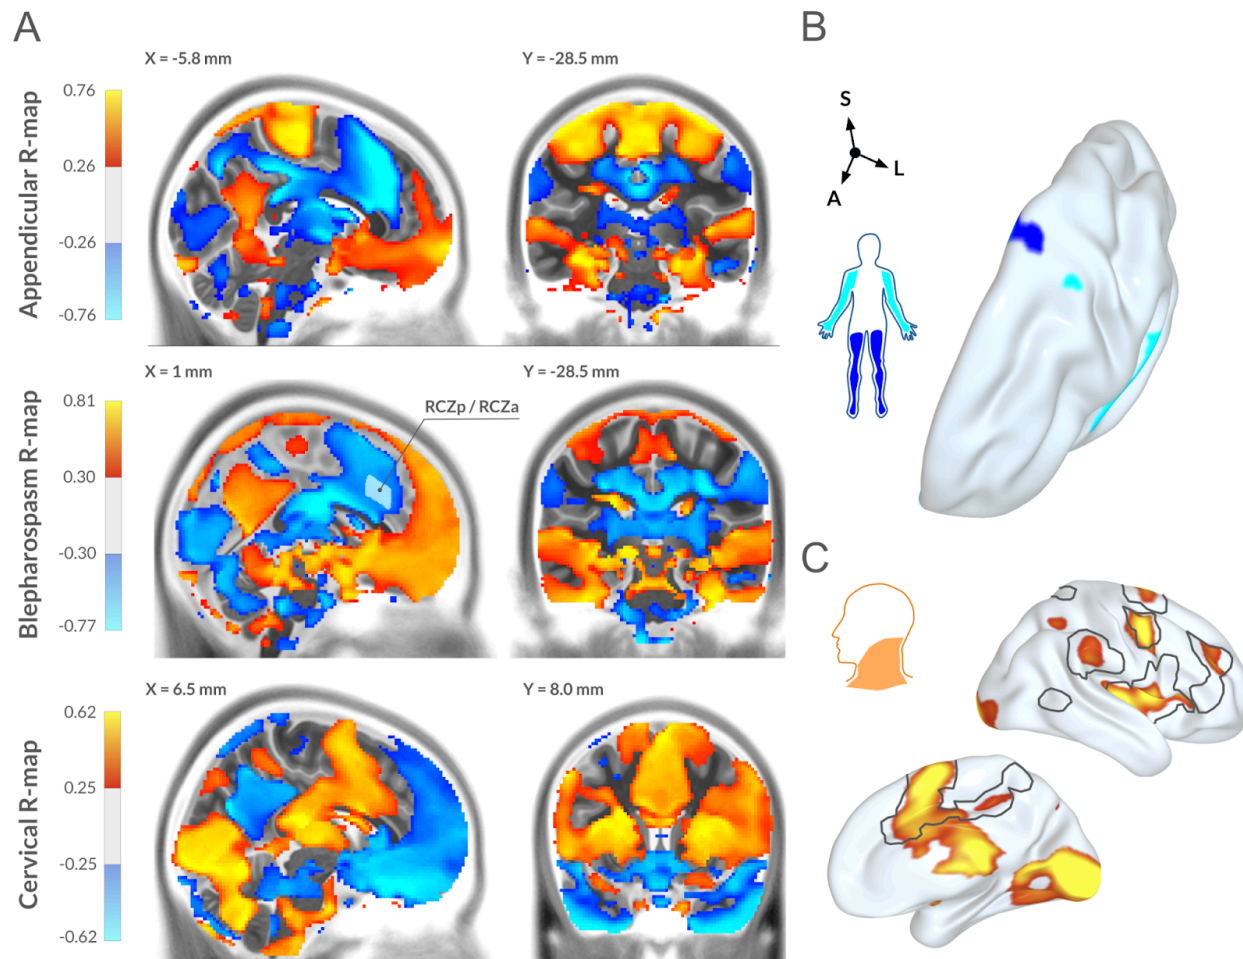 A
B
X = -5.8 mm
Y = -28.5 mm
Appendicular R-map
0.76
0.26
-0.26
-0.76
S
L
A
X = 1 mm
Y = -28.5 mm
RCZp / RCZa
Blepharospasm R-map
0.81
0.30
-0.30
-0.77
C
X = 6.5 mm
Y = 8.0 mm
Cervical R-map
0.62
0.25
-0.25
-0.62